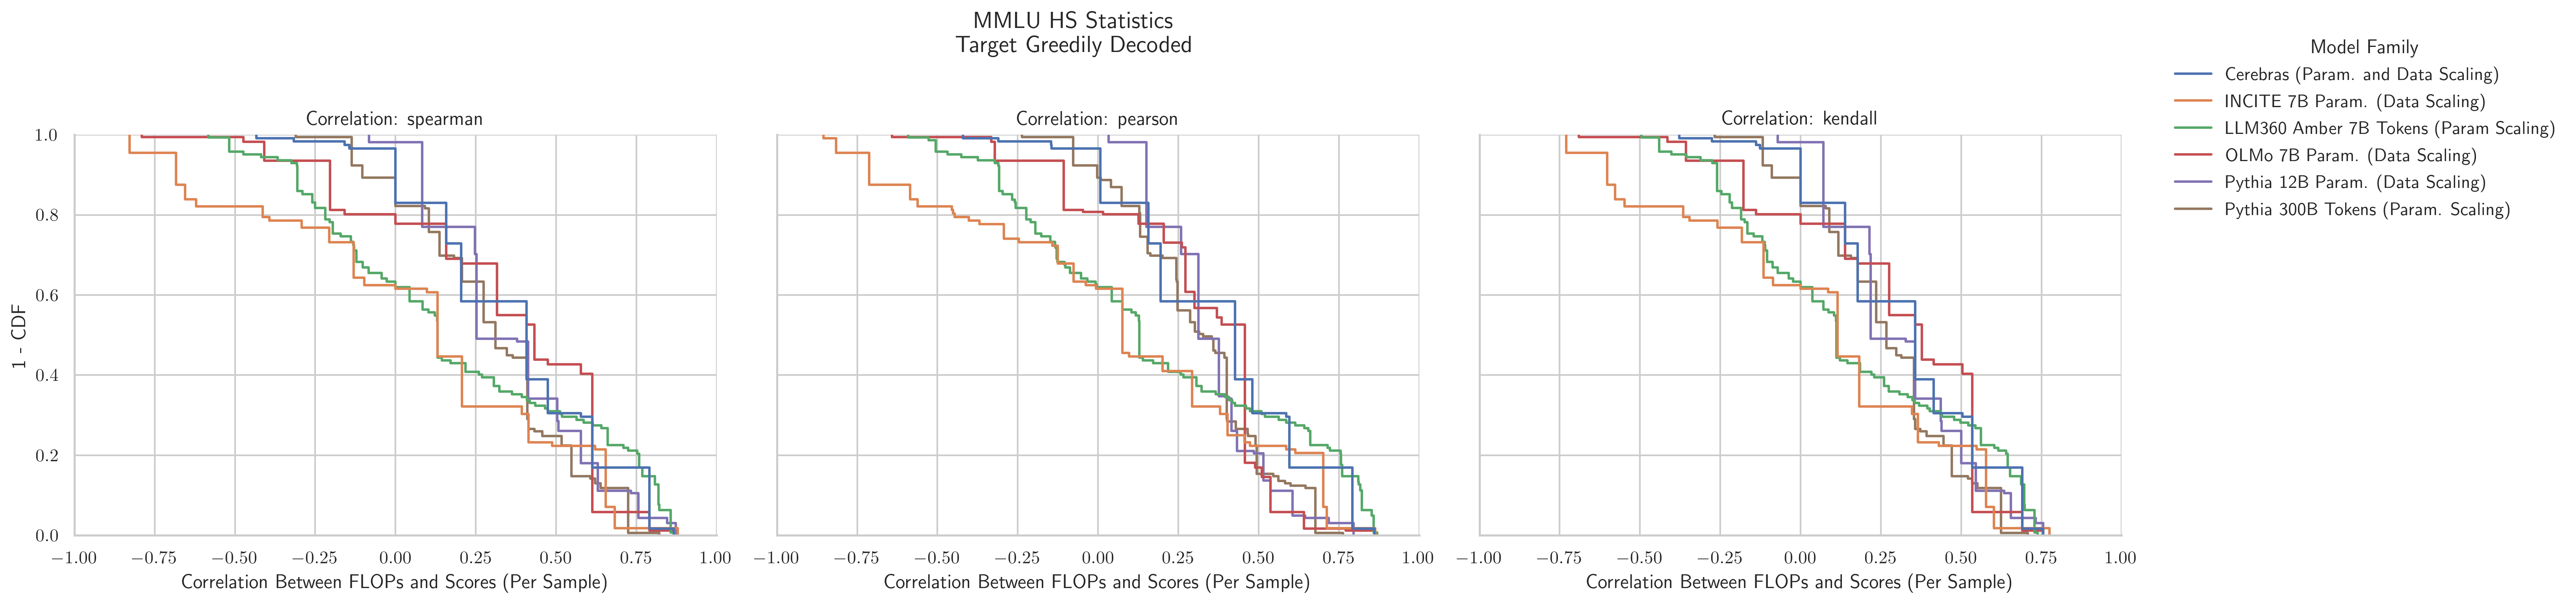 MMLU HS Statistics
Target Greedily Decoded
Model Family
Cerebras (Param. and Data Scaling)
INCITE 7B Param. (Data Scaling)
LLM360 Amber 7B Tokens (Param Scaling)
OLMo 7B Param. (Data Scaling)
Pythia 12B Param. (Data Scaling)
Pythia 300B Tokens (Param. Scaling)
Correlation: spearman
Correlation: pearson
Correlation: kendall
1 - CDF
1.0
0.8
0.6
0.4
0.2
0.0
−1.00 −0.75 −0.50 −0.25 0.00 0.25 0.50 0.75 1.00
−1.00 −0.75 −0.50 −0.25 0.00 0.25 0.50 0.75 1.00
−1.00 −0.75 −0.50 −0.25 0.00 0.25 0.50 0.75 1.00
Correlation Between FLOPs and Scores (Per Sample)
Correlation Between FLOPs and Scores (Per Sample)
Correlation Between FLOPs and Scores (Per Sample)